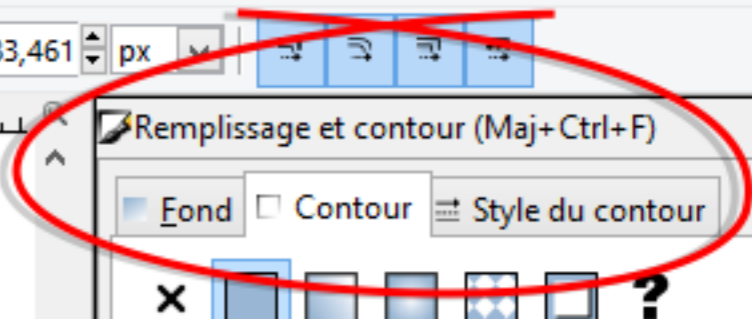 3,461 px
Remplissage et contour (Maj+Ctrl+F)
Fond Contour Style du contour
?